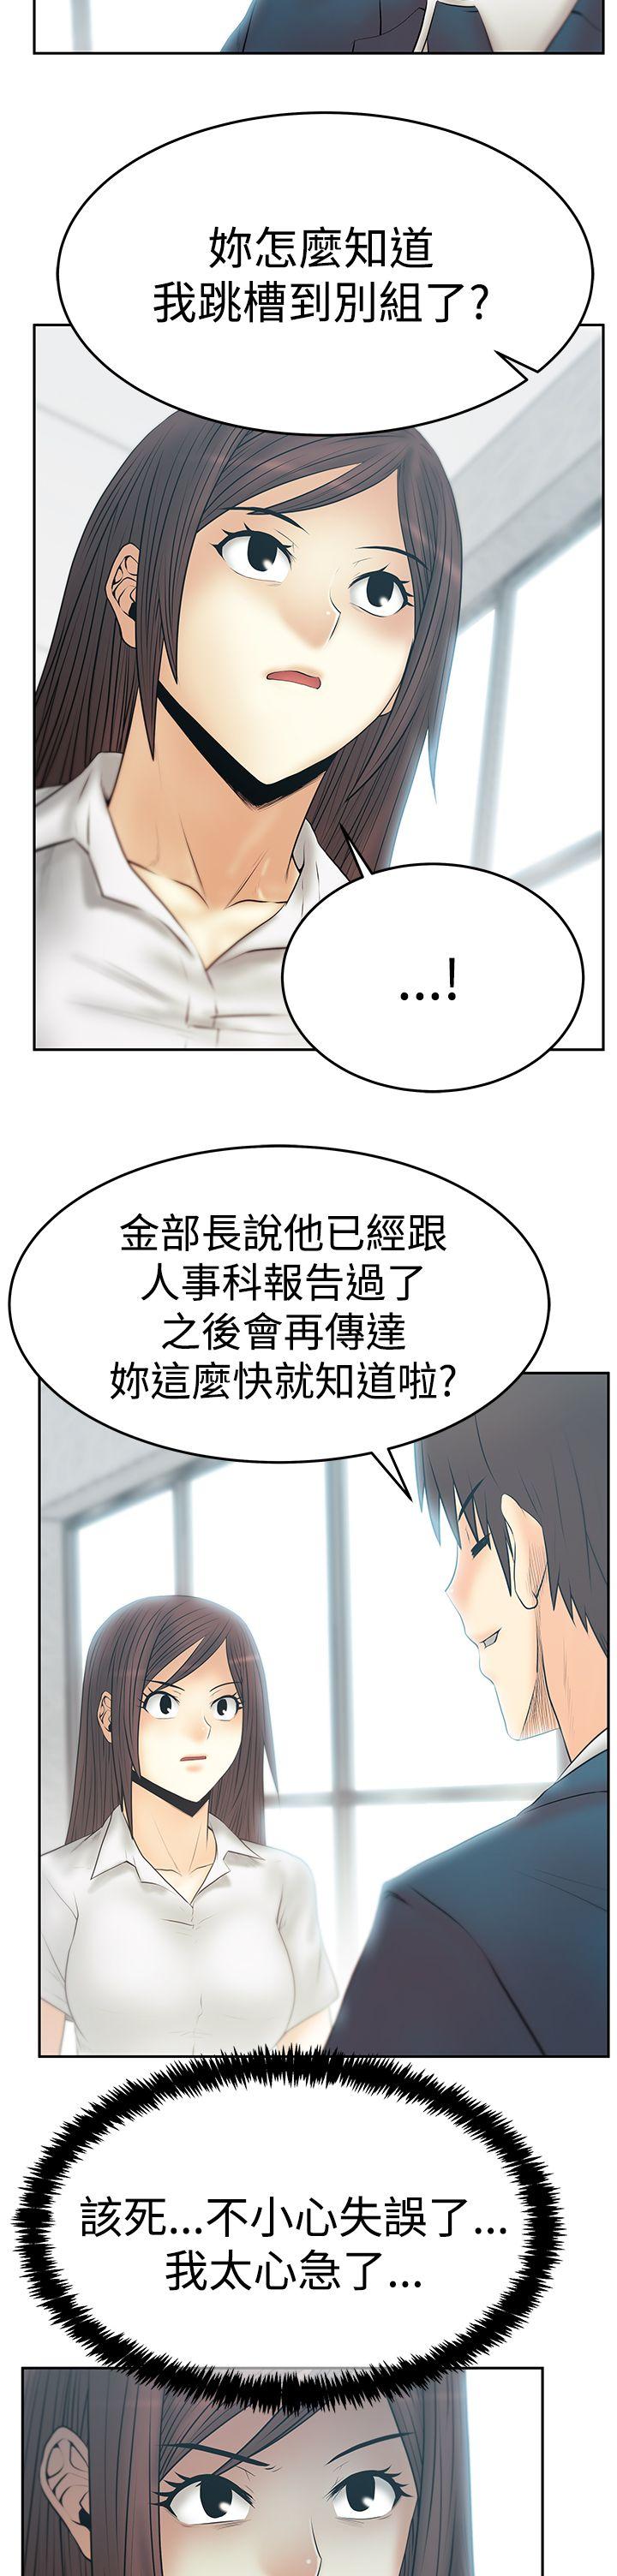 妳怎麼知道
我跳槽到別組了?
...!
金部長說他已經跟
人事科報告過了
之後會再傳達
妳這麼快就知道啦?
該死...不小心失誤了...
我太心急了...